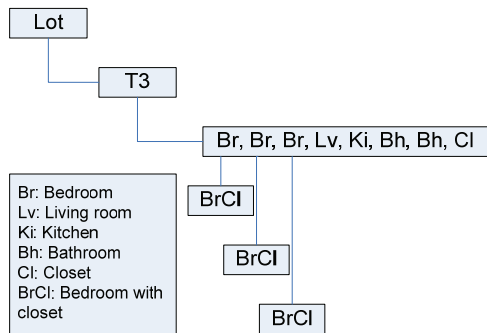 Lot
T3
Br, Br, Br, Lv, Ki, Bh, Bh, Cl
BrCl
BrCl
BrCl
Br: Bedroom
Lv: Living room
Ki: Kitchen
Bh: Bathroom
Cl: Closet
BrCl: Bedroom with
closet